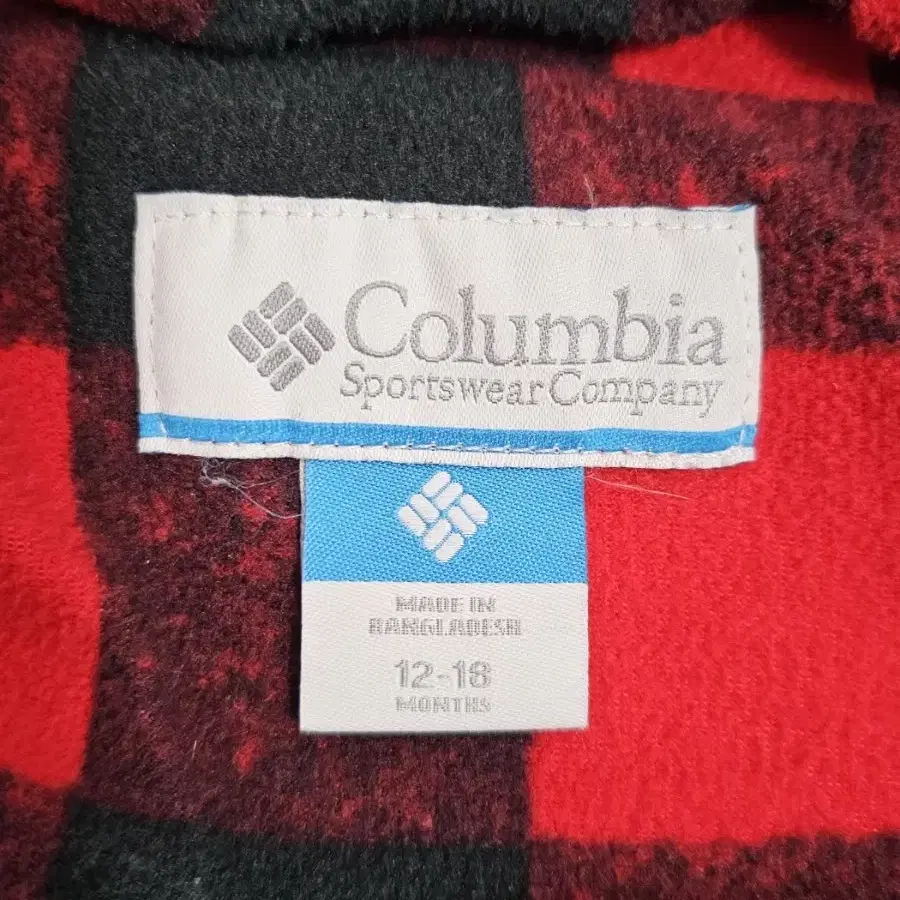 Columbia
Sportswear Company
MADE IN
BANGLADESH
12-18
MONTHS